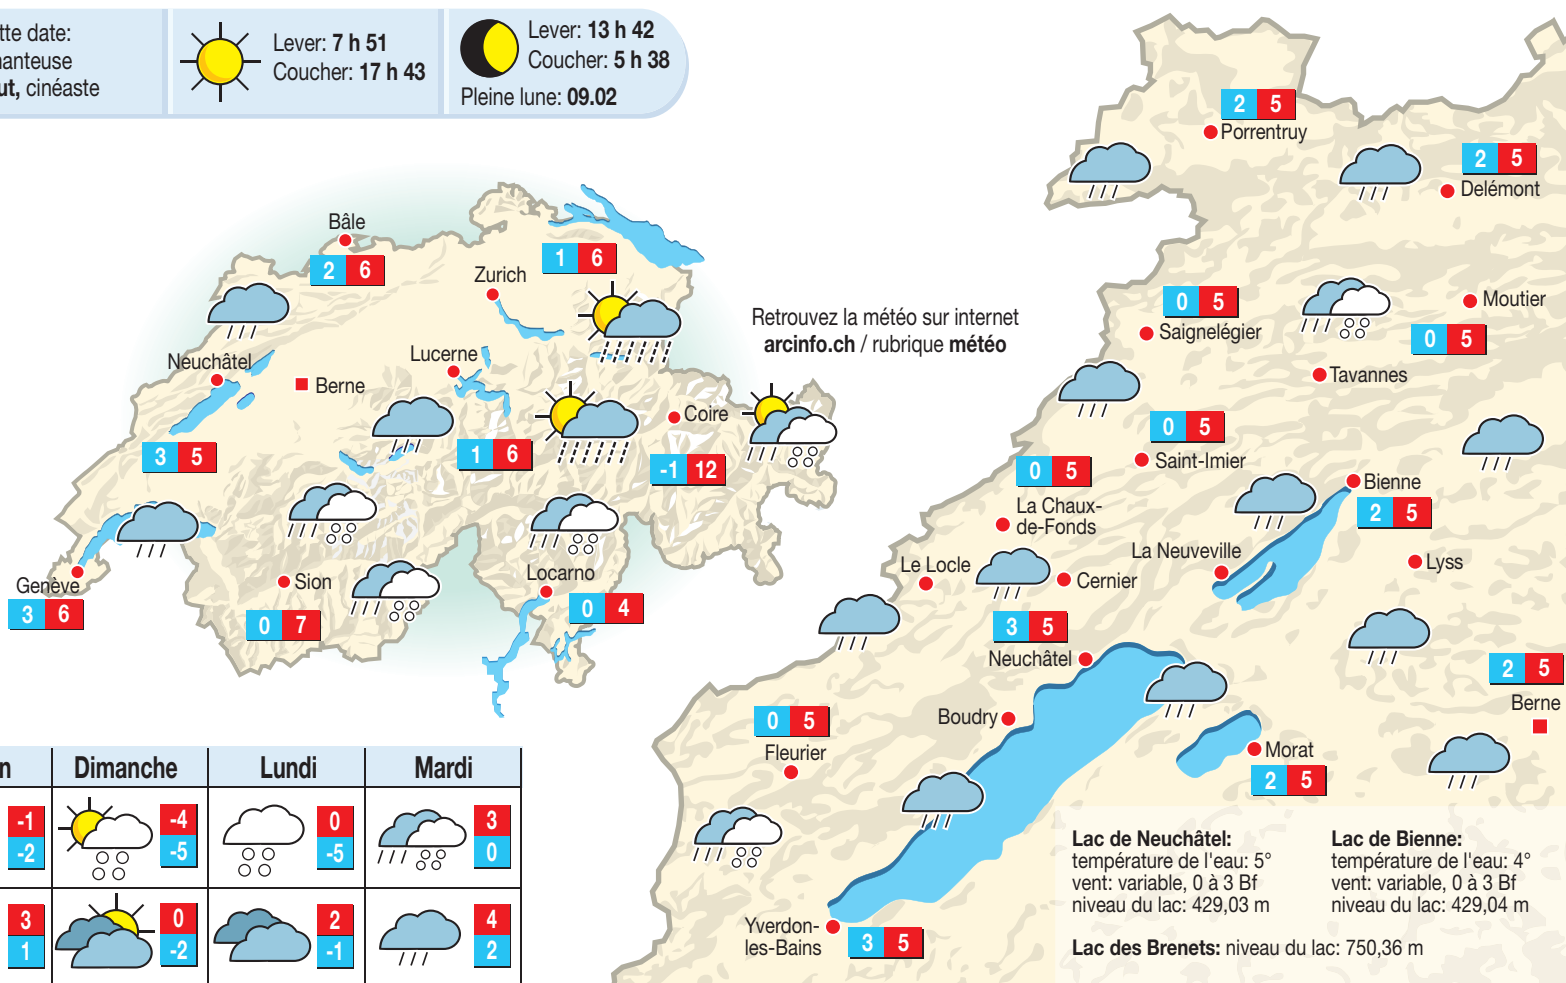 tte date:
nanteuse
ut, cinéaste
Lever: 7 h 51
Coucher: 17 h 43
Lever: 13 h 42
Coucher: 5 h 38
Pleine lune: 09.02
Bâle
2 6
Zurich
1 6
Neuchâtel
3 5
Berne
Lucerne
1 6
Coire
-1 12
Genève
3 6
Sion
0 7
Locarno
0 4
Retrouvez la météo sur internet
arcinfo.ch / rubrique météo
2 5
Porrentruy
2 5
Delémont
0 5
Saignelégier
Moutier
0 5
Tavannes
0 5
Saint-Imier
0 5
La Chaux-
de-Fonds
Bienne
2 5
La Neuveville
Lyss
Le Locle
Cernier
3 5
Neuchâtel
2 5
Berne
0 5
Fleurier
Boudry
Morat
2 5
Yverdon-
les-Bains
3 5
n
Dimanche
Lundi
Mardi
-1
-2
-4
-5
0
-5
3
0
3
1
0
-2
2
-1
4
2
Lac de Neuchâtel:
température de l'eau: 5°
vent: variable, 0 à 3 Bf
niveau du lac: 429,03 m
Lac de Bienne:
température de l'eau: 4°
vent: variable, 0 à 3 Bf
niveau du lac: 429,04 m
Lac des Brenets: niveau du lac: 750,36 m